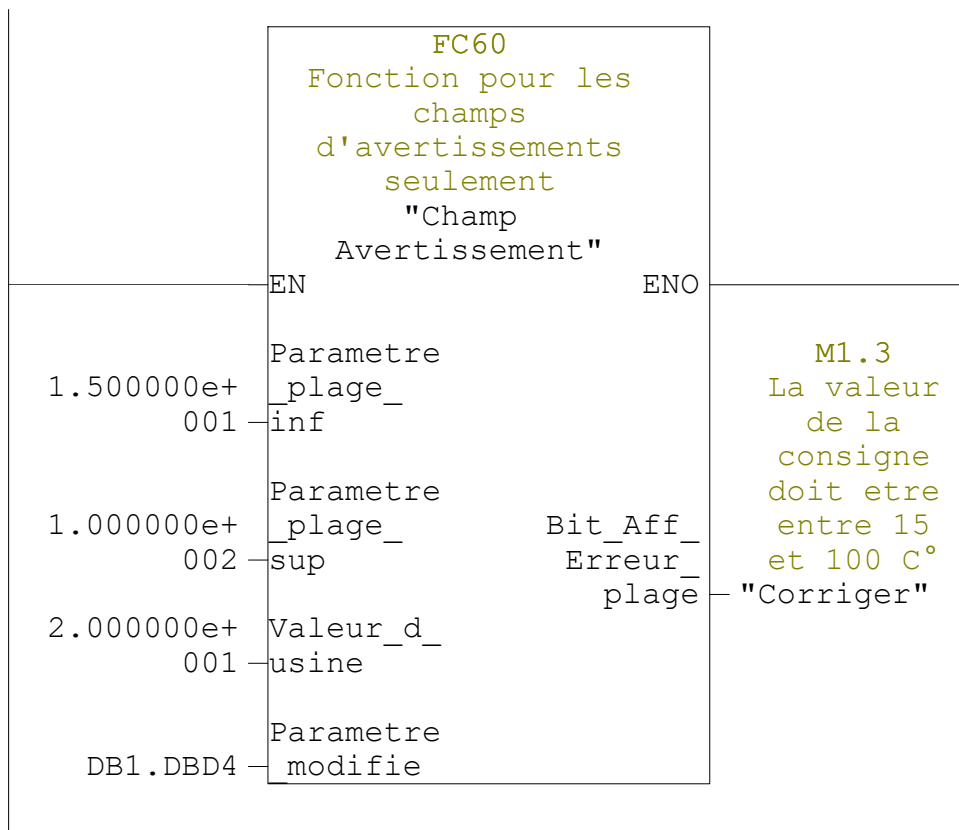 FC60
Fonction pour les
champs
d'avertissements
seulement
"Champ
Avertissement"
EN ENO
Parametre
1.500000e+ _plage_
001 inf
Parametre
1.000000e+ _plage_
002 sup
2.000000e+ Valeur_d_
001 usine
Parametre
DB1.DBD4 _modifie
Bit_Aff_
Erreur_
plage
M1.3
La valeur
de la
consigne
doit etre
entre 15
et 100 C°
"Corriger"